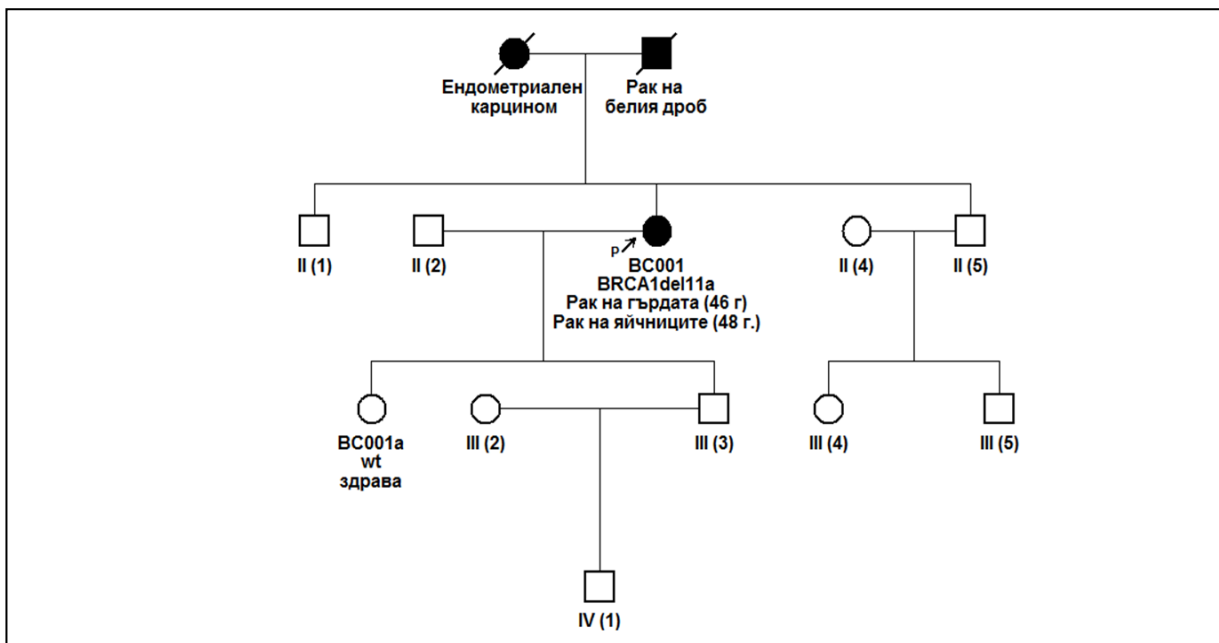 Ендометриален
карцином
Рак на
белия дроб
II (1)
II (2)
P
BC001
BRCA1del11a
Рак на гърдата (46 г)
Рак на яйчниците (48 г.)
II (4)
II (5)
BC001a
wt
здрава
III (2)
III (3)
III (4)
III (5)
IV (1)